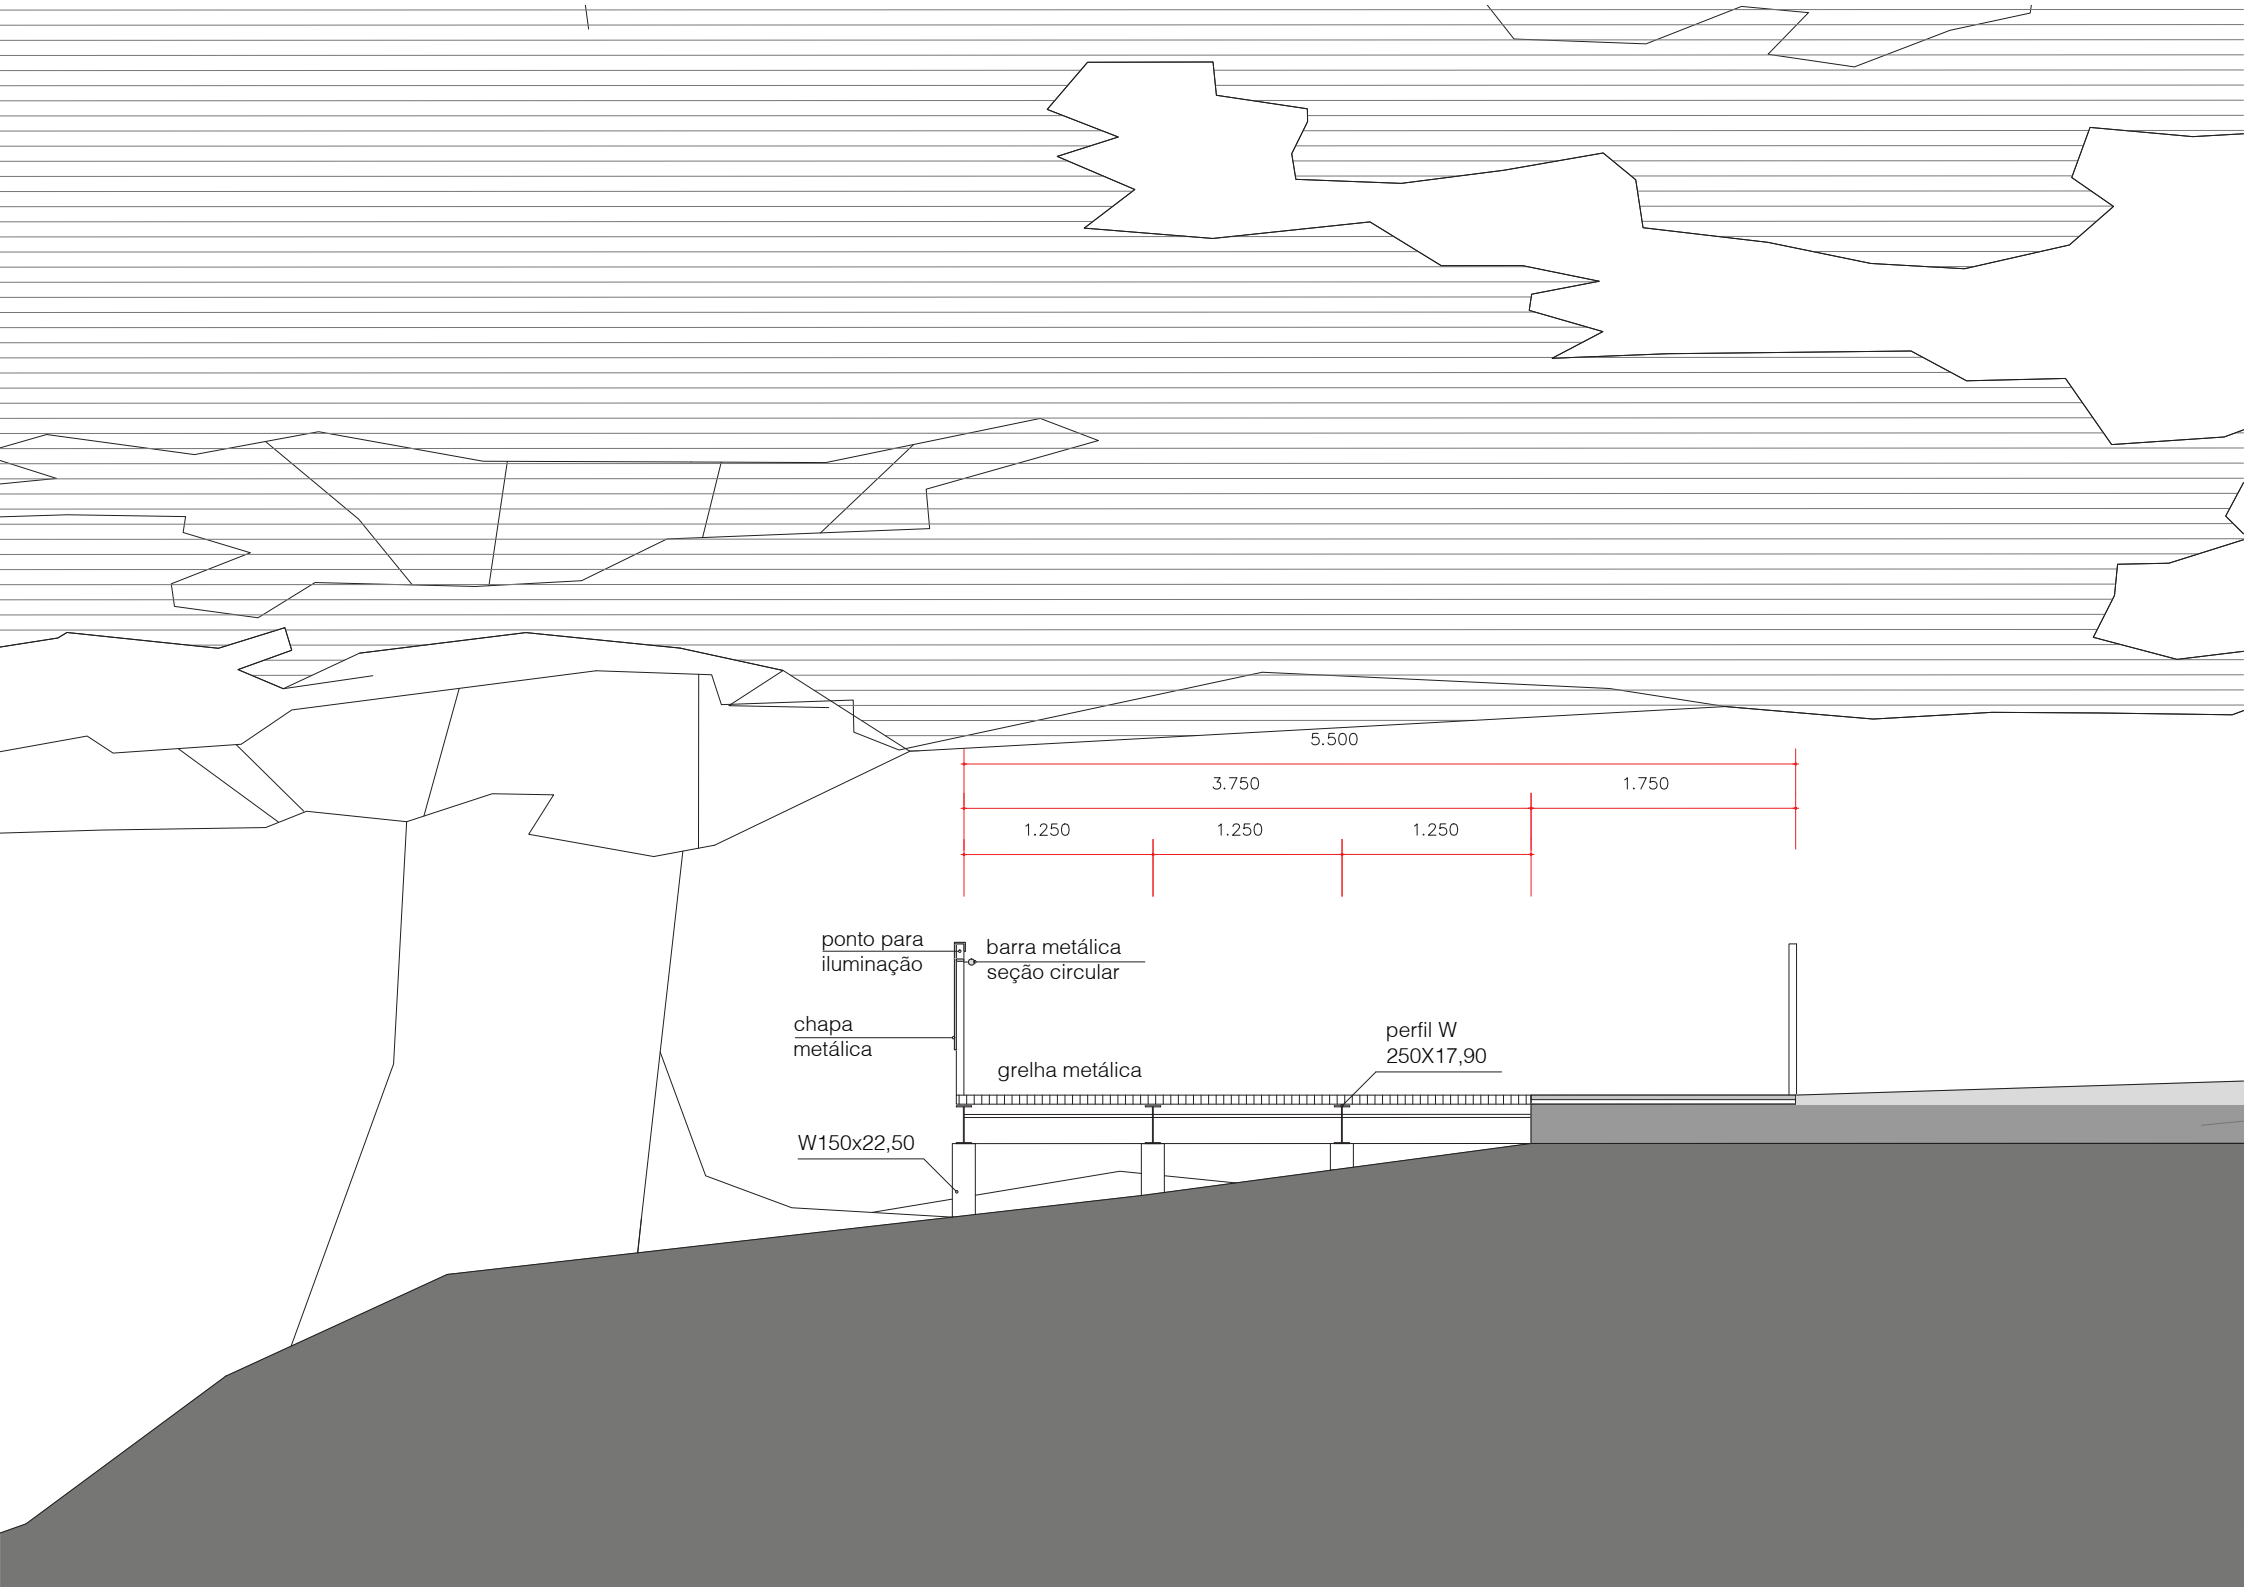 5.500
3.750
1.750
1.250
1.250
1.250
ponto para
iluminação
barra metálica
seção circular
chapa
metálica
perfil W
250X17,90
grelha metálica
W150x22,50